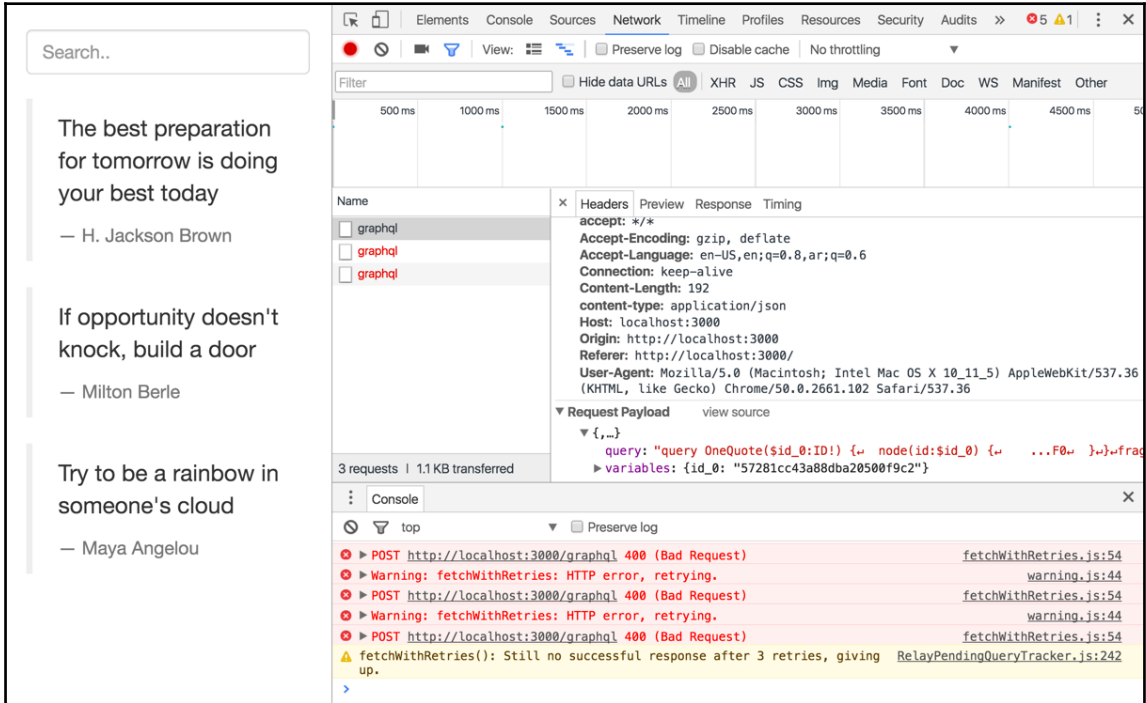 Search..
The best preparation
for tomorrow is doing
your best today
— H. Jackson Brown
If opportunity doesn't
knock, build a door
— Milton Berle
Try to be a rainbow in
someone's cloud
— Maya Angelou
Elements Console Sources Network Timeline Profiles Resources Security Audits » 5 1
View: Preserve log Disable cache No throttling
Filter Hide data URLs All XHR JS CSS Img Media Font Doc WS Manifest Other
500 ms 1000 ms 1500 ms 2000 ms 2500 ms 3000 ms 3500 ms 4000 ms 4500 ms 50
Name
graphql
graphql
graphql
3 requests | 1.1 KB transferred
× Headers Preview Response Timing
accept: */*
Accept-Encoding: gzip, deflate
Accept-Language: en-US,en;q=0.8,ar;q=0.6
Connection: keep-alive
Content-Length: 192
content-type: application/json
Host: localhost:3000
Origin: http://localhost:3000
Referer: http://localhost:3000/
User-Agent: Mozilla/5.0 (Macintosh; Intel Mac OS X 10_11_5) AppleWebKit/537.36
(KHTML, like Gecko) Chrome/50.0.2661.102 Safari/537.36
▼ Request Payload view source
▼ {,…}
query: "query OneQuote($id_0:ID!) {↵ node(id:$id_0) {↵ ...F0↵ }↵}↵frag
▶ variables: {id_0: "57281cc43a88dba20500f9c2"}
Console
top ▼ Preserve log
▶ POST http://localhost:3000/graphql 400 (Bad Request) fetchWithRetries.js:54
▶ Warning: fetchWithRetries: HTTP error, retrying. warning.js:44
▶ POST http://localhost:3000/graphql 400 (Bad Request) fetchWithRetries.js:54
▶ Warning: fetchWithRetries: HTTP error, retrying. warning.js:44
▶ POST http://localhost:3000/graphql 400 (Bad Request) fetchWithRetries.js:54
fetchWithRetries(): Still no successful response after 3 retries, giving RelayPendingQueryTracker.js:242
up.
>